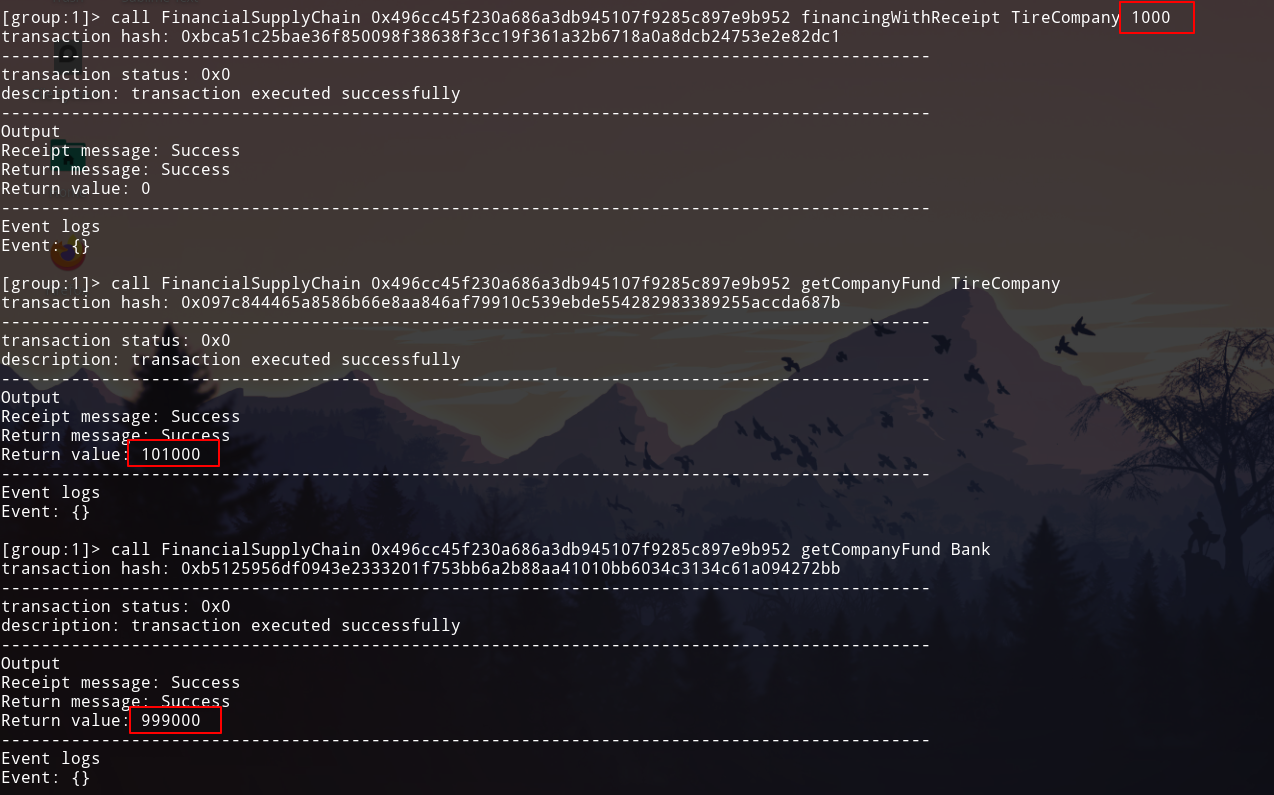 [group:1]> call FinancialSupplyChain 0x496cc45f230a686a3db945107f9285c897e9b952 financingWithReceipt TireCompany 1000
transaction hash: 0xbca51c25bae36f850098f38638f3cc19f361a32b6718a0a8dcb24753e2e82dc1
---------------------------------------------------------------------------------------------
transaction status: 0x0
description: transaction executed successfully
---------------------------------------------------------------------------------------------
Output
Receipt message: Success
Return message: Success
Return value: 0
---------------------------------------------------------------------------------------------
Event logs
Event: {}
[group:1]> call FinancialSupplyChain 0x496cc45f230a686a3db945107f9285c897e9b952 getCompanyFund TireCompany
transaction hash: 0x097c844465a8586b66e8aa846af79910c539ebde554282983389255accda687b
---------------------------------------------------------------------------------------------
transaction status: 0x0
description: transaction executed successfully
---------------------------------------------------------------------------------------------
Output
Receipt message: Success
Return message: Success
Return value: 101000
---------------------------------------------------------------------------------------------
Event logs
Event: {}
[group:1]> call FinancialSupplyChain 0x496cc45f230a686a3db945107f9285c897e9b952 getCompanyFund Bank
transaction hash: 0xb5125956df0943e2333201f753bb6a2b88aa41010bb6034c3134c61a094272bb
---------------------------------------------------------------------------------------------
transaction status: 0x0
description: transaction executed successfully
---------------------------------------------------------------------------------------------
Output
Receipt message: Success
Return message: Success
Return value: 999000
---------------------------------------------------------------------------------------------
Event logs
Event: {}